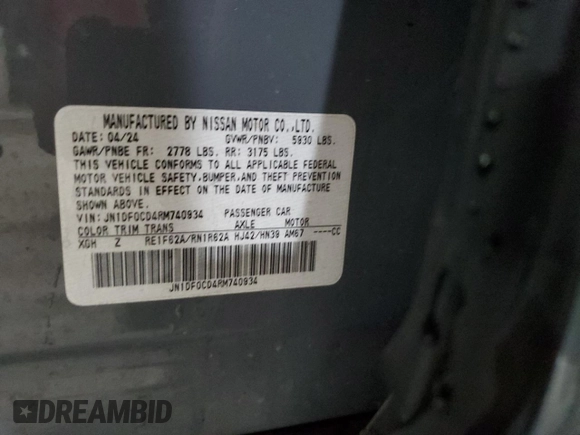 MANUFACTURED BY NISSAN MOTOR CO.,LTD.
DATE: 04/24 GVWR/PNBV: 5930 LBS.
GAWR/PNBE FR: 2778 LBS. RR: 3175 LBS.
THIS VEHICLE CONFORMS TO ALL APPLICABLE FEDERAL
MOTOR VEHICLE SAFETY,BUMPER,AND THEFT PREVENTION
STANDARDS IN EFFECT ON THE DATE OF MANUFACTURE
SHOWN ABOVE.
VIN: JN1DF0CD4RM740934 PASSENGER CAR
COLOR TRIM TRANS AXLE MOTOR
XGH Z RE1F62A/RN1R62A HJ42/HN39 AM67 ----CC
JN1DF0CD4RM740934
DREAMBID